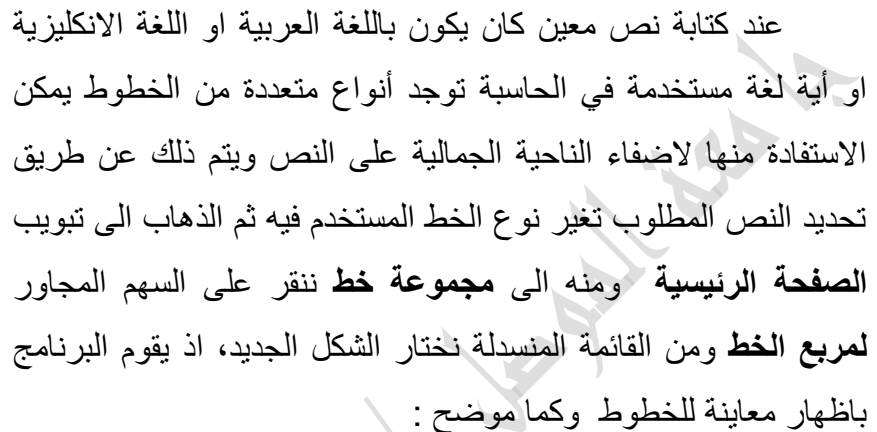 عند كتابة نص معين كان يكون باللغة العربية او اللغة الانكليزية
او أية لغة مستخدمة في الحاسبة توجد أنواع متعددة من الخطوط يمكن
الاستفادة منها لاضفاء الناحية الجمالية على النص ويتم ذلك عن طريق
تحديد النص المطلوب تغير نوع الخط المستخدم فيه ثم الذهاب الى تبويب
الصفحة الرئيسية ومنه الى مجموعة خط ننقر على السهم المجاور
لمربع الخط ومن القائمة المنسدلة نختار الشكل الجديد، اذ يقوم البرنامج
باظهار معاينة للخطوط وكما موضح :
جامعة الموصل